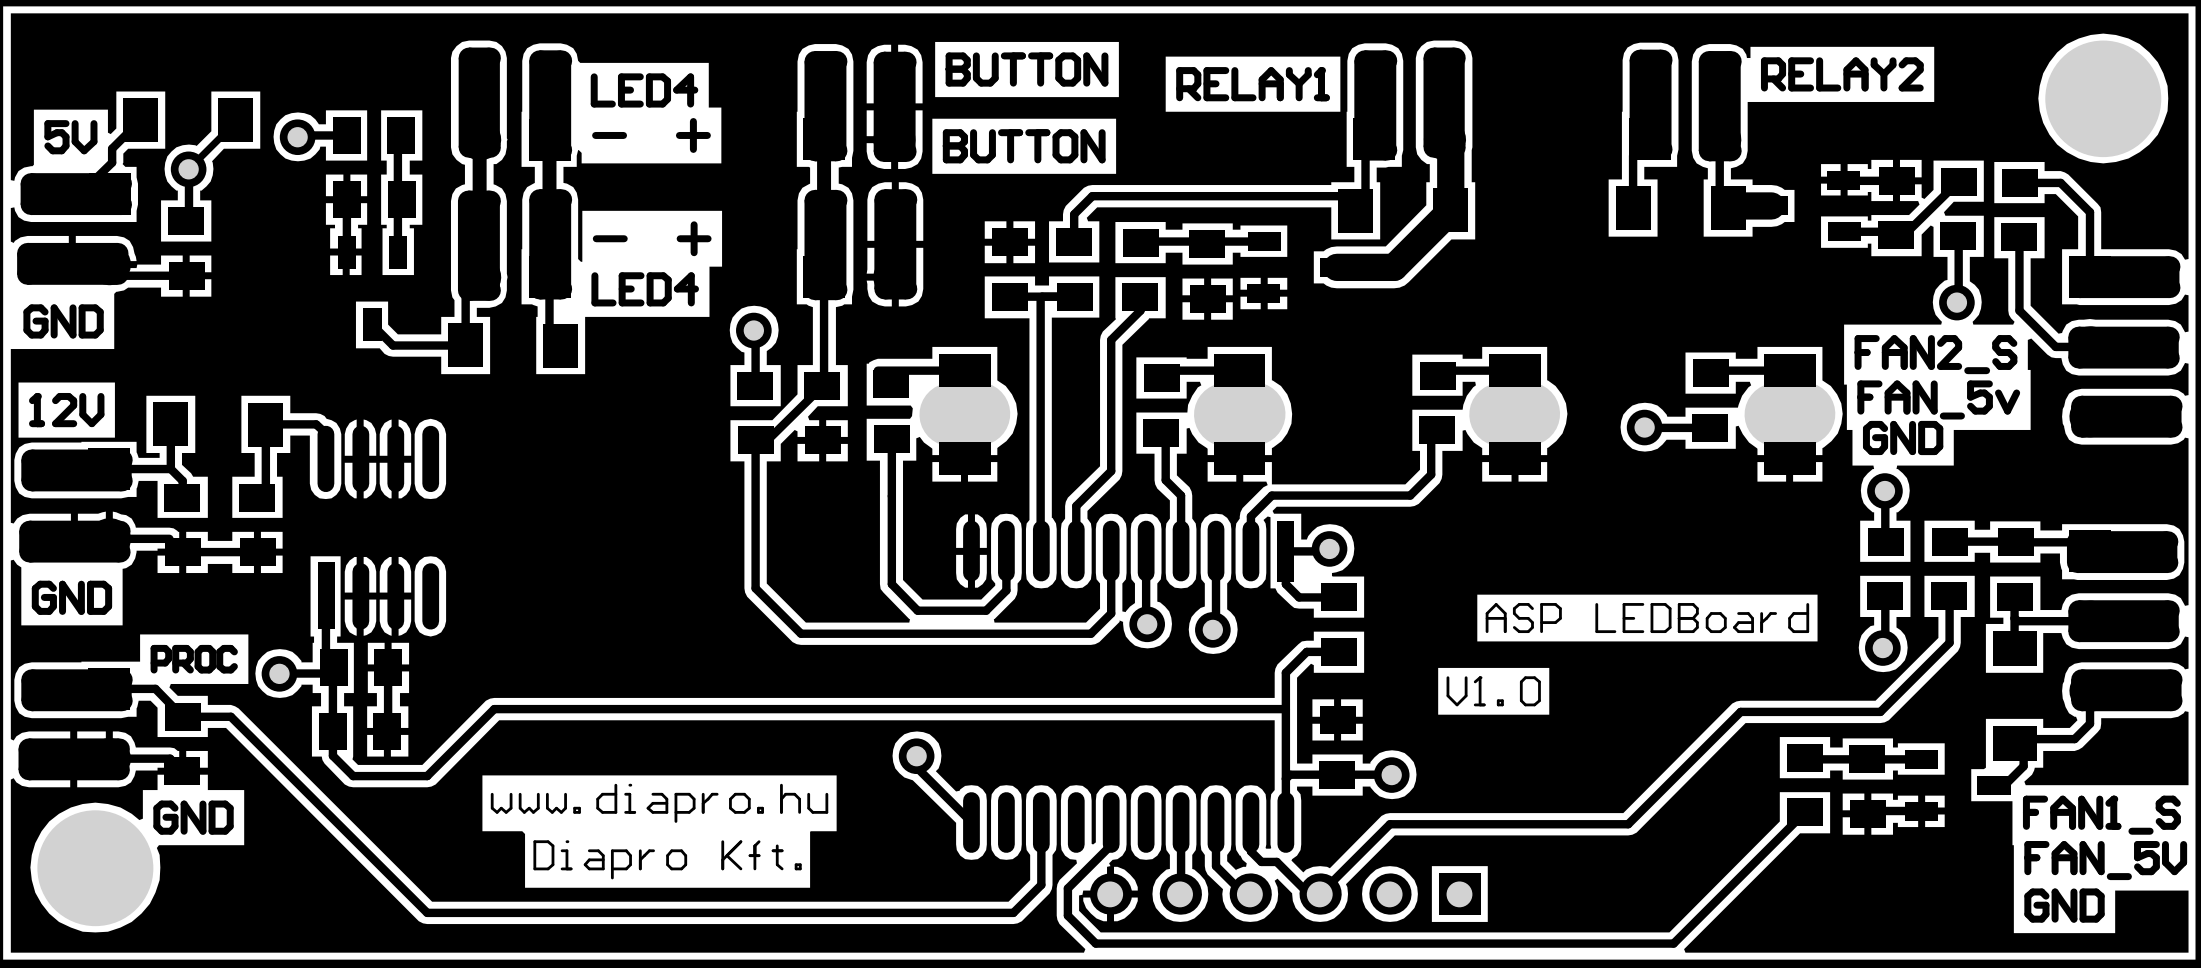 BUTTON
LED4
RELAY1
RELAY2
- +
5V
BUTTON
- +
LED4
GND
FAN2_S
FAN_5v
12V
GND
GND
ASP LEDBoard
PROC
V1.0
www.diapro.hu
GND
Diapro Kft.
FAN1_S
FAN_5V
GND